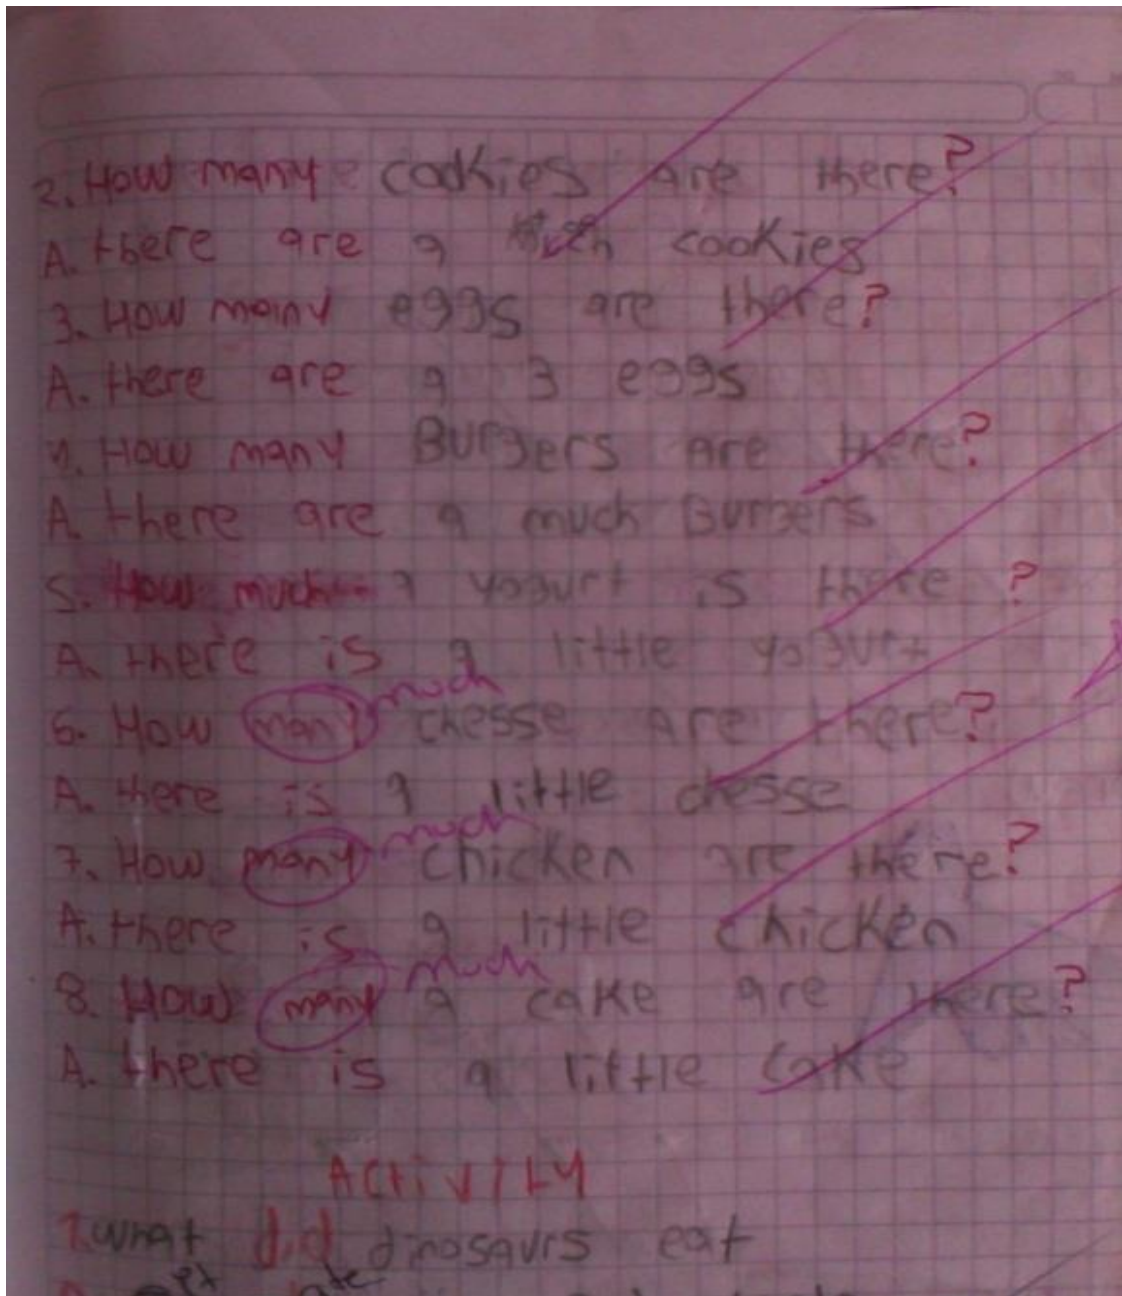 2. How many cookies are there?
A. there are a cookies
3. How many eggs are there?
A. there are a 3 eggs
4. How many Burgers are there?
A. there are a much Burgers
5. How much a yogurt is there?
A. there is a little yogurt
much
6. How many chesse are there?
A. there is a little chesse
much
7. How many chicken are there?
A. there is a little chicken
much
8. How many a cake are there?
A. there is a little cake
Activity
1. what did dinosaurs eat